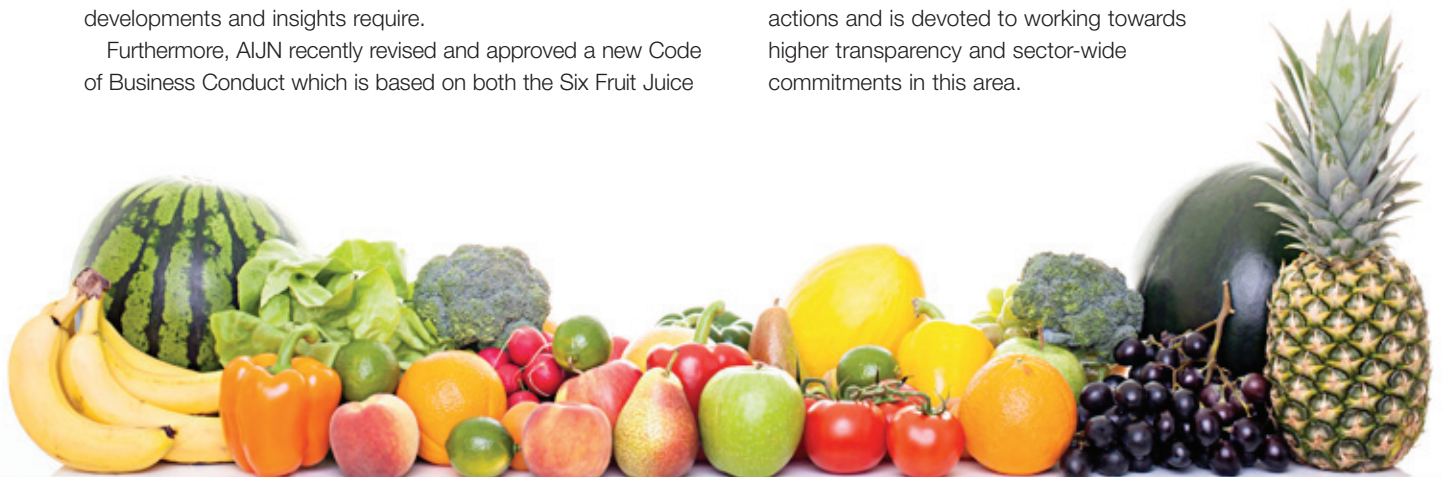 developments and insights require.
Furthermore, AIJN recently revised and approved a new Code
of Business Conduct which is based on both the Six Fruit Juice
actions and is devoted to working towards
higher transparency and sector-wide
commitments in this area.